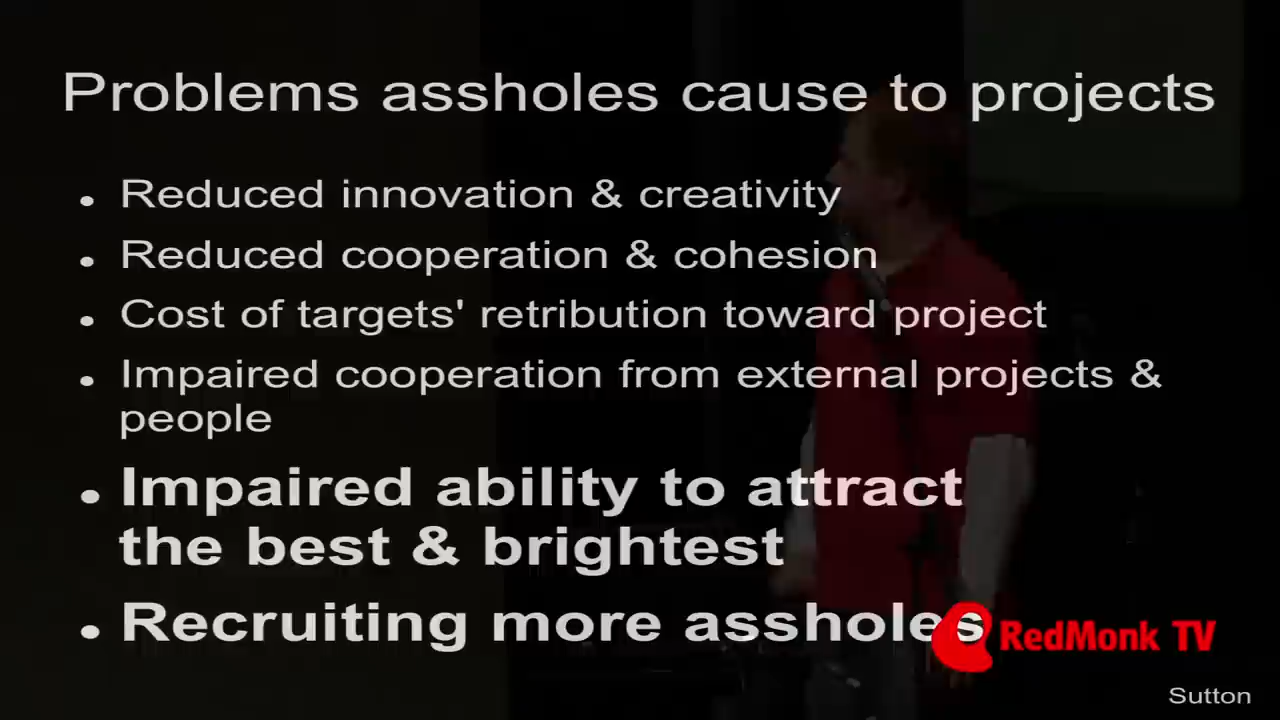 Problems assholes cause to projects
• Reduced innovation & creativity
• Reduced cooperation & cohesion
• Cost of targets' retribution toward project
• Impaired cooperation from external projects &
people
• Impaired ability to attract
the best & brightest
• Recruiting more assholes
RedMonk TV
Sutton